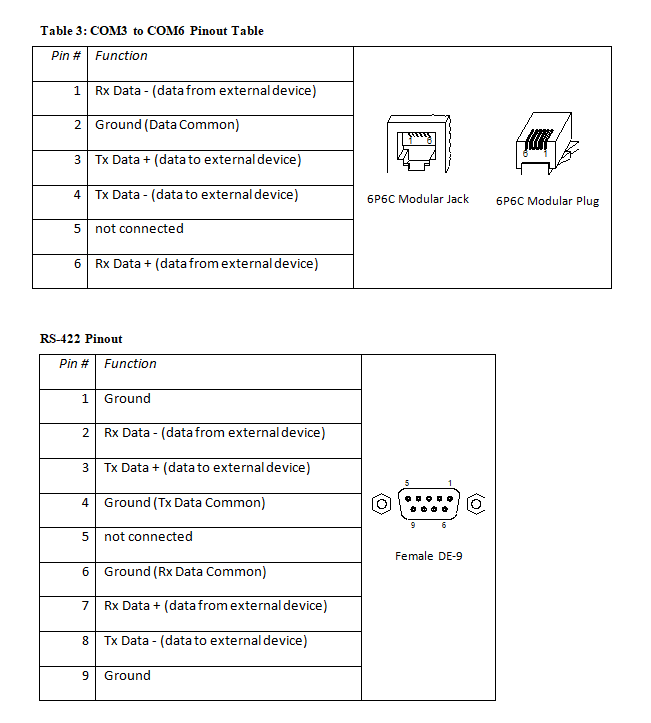 Table 3: COM3 to COM6 Pinout Table
Pin # Function
1 Rx Data - (data from external device)
2 Ground (Data Common)
3 Tx Data + (data to external device)
4 Tx Data - (data to external device)
5 not connected
6 Rx Data + (data from external device)
1 6
6 1
6P6C Modular Jack
6P6C Modular Plug
RS-422 Pinout
Pin # Function
1 Ground
2 Rx Data - (data from external device)
3 Tx Data + (data to external device)
4 Ground (Tx Data Common)
5 not connected
6 Ground (Rx Data Common)
7 Rx Data + (data from external device)
8 Tx Data - (data to external device)
9 Ground
5 1
9 6
Female DE-9